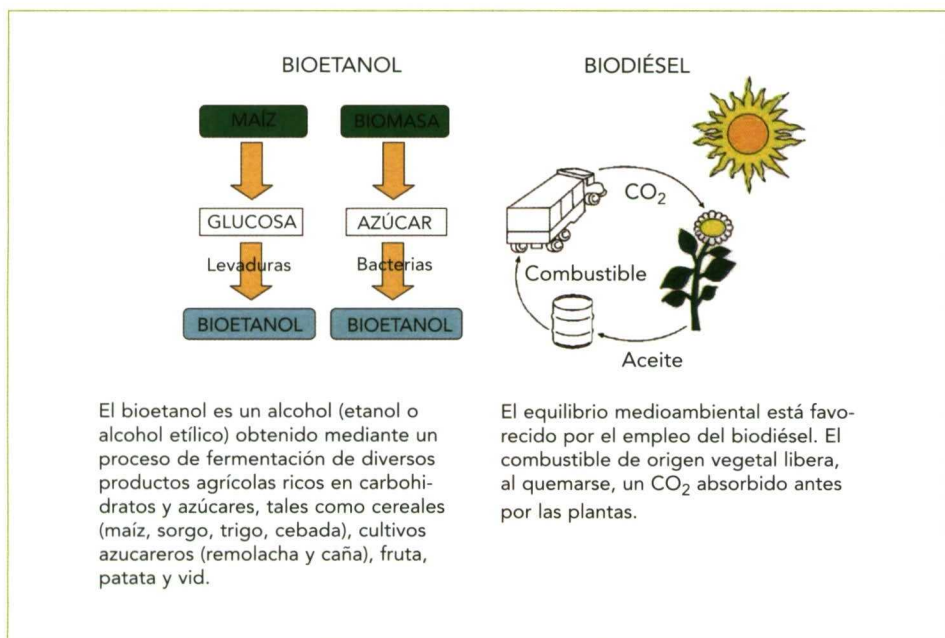 BIOETANOL
MAÍZ
BIOMASA
GLUCOSA
AZÚCAR
Levaduras
Bacterias
BIOETANOL
BIOETANOL
El bioetanol es un alcohol (etanol o
alcohol etílico) obtenido mediante un
proceso de fermentación de diversos
productos agrícolas ricos en carbohi-
dratos y azúcares, tales como cereales
(maíz, sorgo, trigo, cebada), cultivos
azucareros (remolacha y caña), fruta,
patata y vid.
BIODIÉSEL
CO₂
Combustible
Aceite
El equilibrio medioambiental está favo-
recido por el empleo del biodiésel. El
combustible de origen vegetal libera,
al quemarse, un CO₂ absorbido antes
por las plantas.